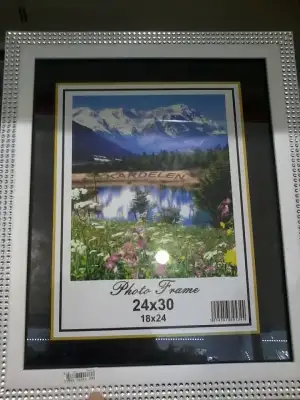 KARDELEN
Photo Frame
24x30
18x24